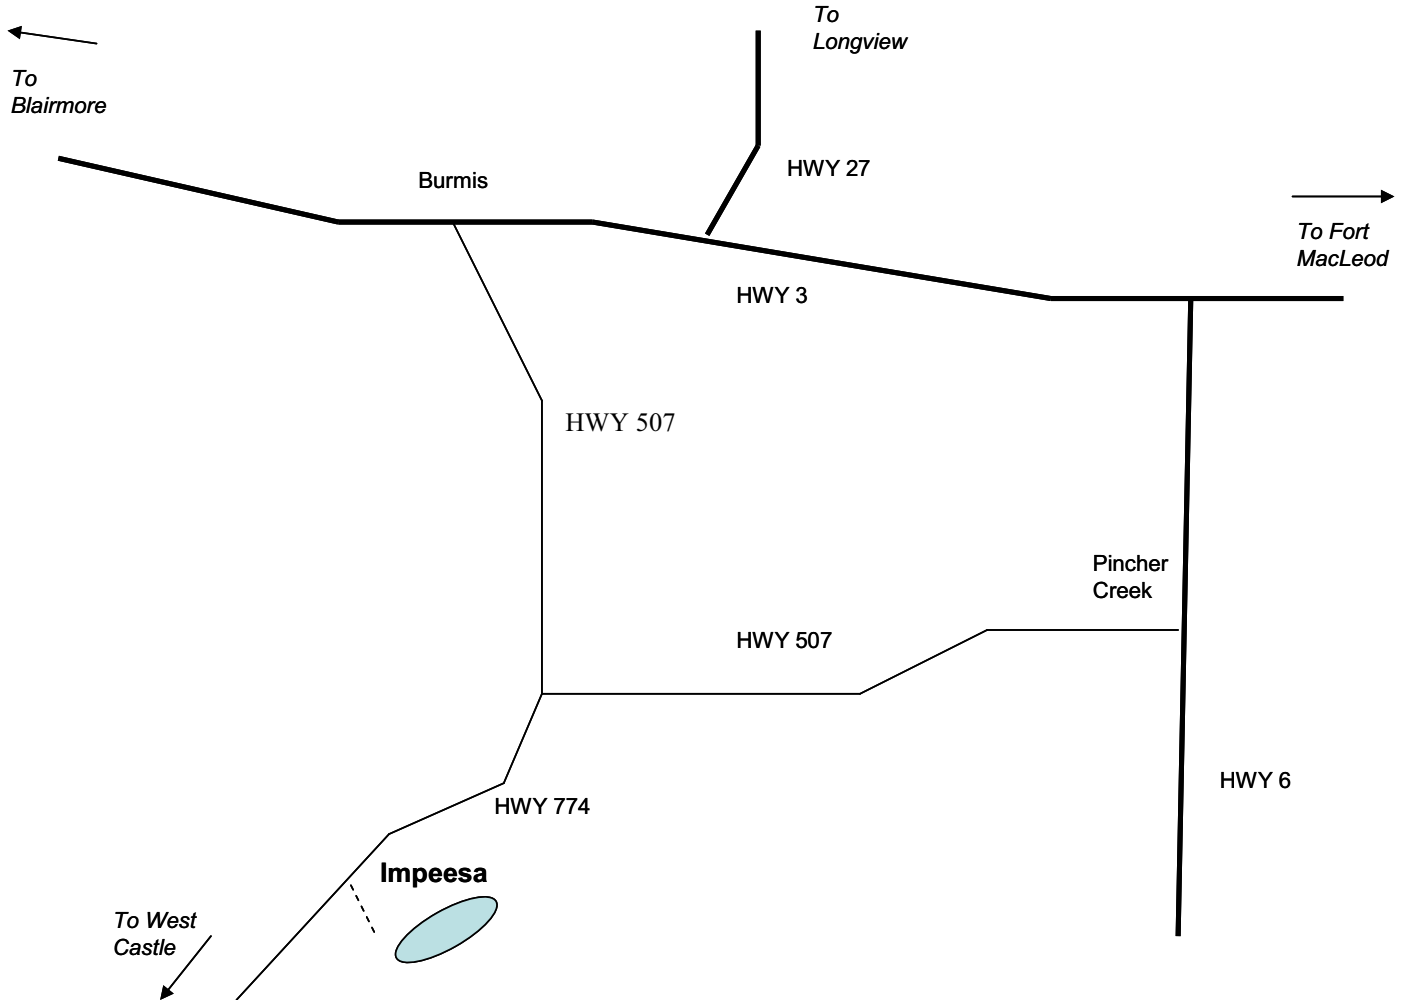 To
Longview
To
Blairmore
HWY 27
Burmis
To Fort
MacLeod
HWY 3
HWY 507
Pincher
Creek
HWY 507
HWY 6
HWY 774
Impeesa
To West
Castle